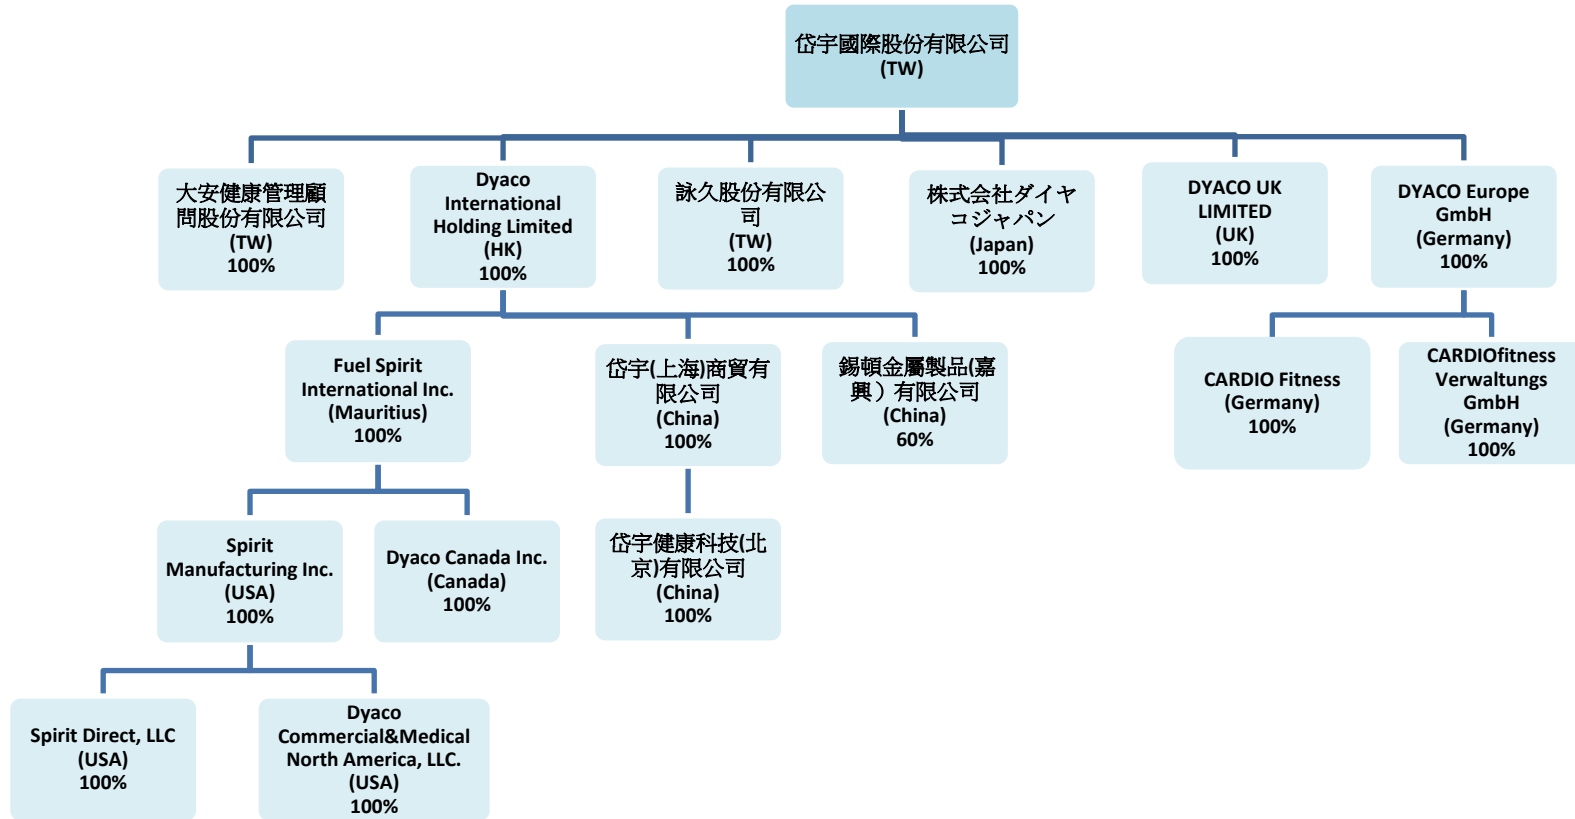 岱宇國際股份有限公司
(TW)
大安健康管理顧
問股份有限公司
(TW)
100%
Dyaco
International
Holding Limited
(HK)
100%
詠久股份有限公
司
(TW)
100%
株式会社ダイヤ
コジャパン
(Japan)
100%
DYACO UK
LIMITED
(UK)
100%
DYACO Europe
GmbH
(Germany)
100%
Fuel Spirit
International Inc.
(Mauritius)
100%
岱宇(上海)商貿有
限公司
(China)
100%
錫頓金屬製品(嘉
興）有限公司
(China)
60%
CARDIO Fitness
(Germany)
100%
CARDIOfitness
Verwaltungs
GmbH
(Germany)
100%
Spirit
Manufacturing Inc.
(USA)
100%
Dyaco Canada Inc.
(Canada)
100%
岱宇健康科技(北
京)有限公司
(China)
100%
Spirit Direct, LLC
(USA)
100%
Dyaco
Commercial&Medical
North America, LLC.
(USA)
100%